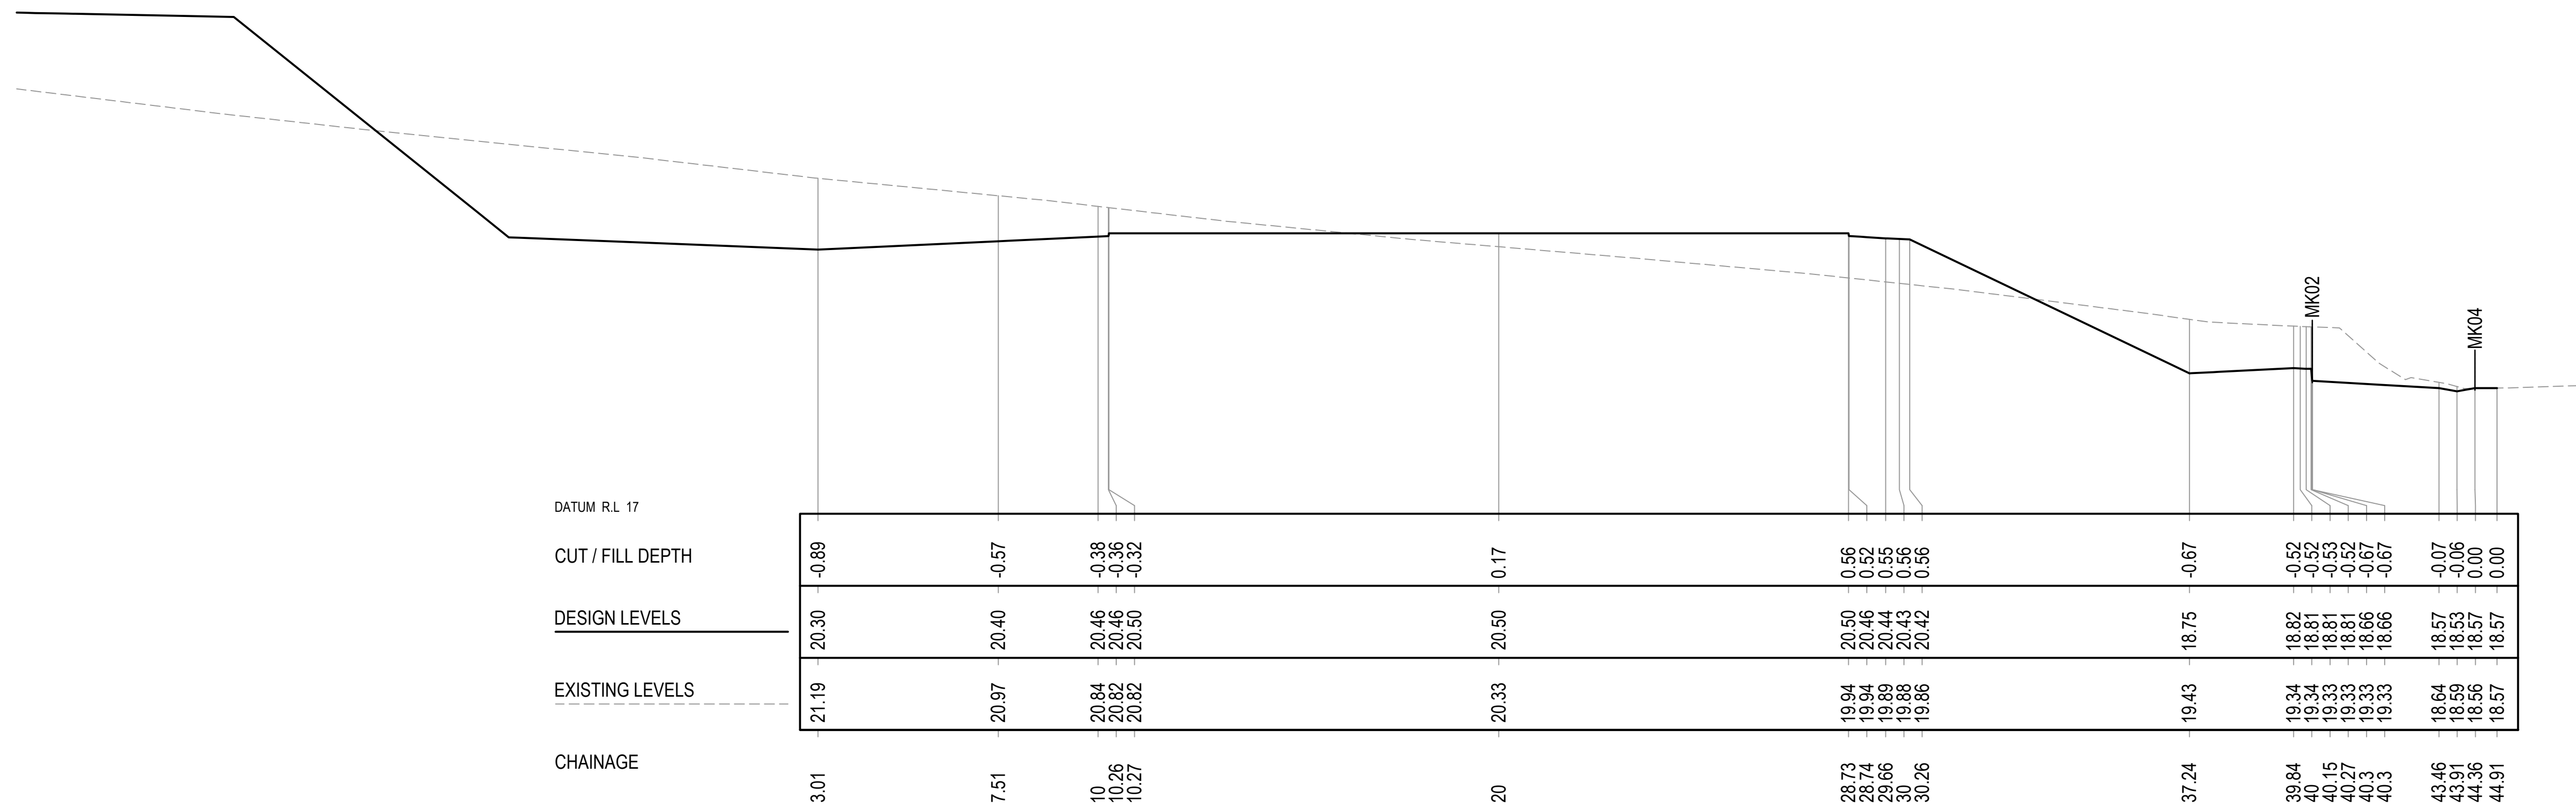 MK02
MK04
DATUM R.L 17
CUT / FILL DEPTH -0.89 -0.57 -0.38 -0.36 -0.32 0.17 0.56 0.52 0.55 0.56 0.56 -0.67 -0.52 -0.52 -0.53 -0.52 -0.67 -0.67 -0.07 -0.06 0.00 0.00
DESIGN LEVELS 20.30 20.40 20.46 20.46 20.50 20.50 20.50 20.46 20.44 20.43 20.42 18.75 18.82 18.81 18.81 18.81 18.66 18.66 18.57 18.53 18.57 18.57
EXISTING LEVELS 21.19 20.97 20.84 20.82 20.82 20.33 19.94 19.94 19.89 19.88 19.86 19.43 19.34 19.34 19.33 19.33 19.33 19.33 18.64 18.59 18.56 18.57
CHAINAGE 3.01 7.51 10 10.26 10.27 20 28.73 28.74 29.66 30 30.26 37.24 39.84 40 40.15 40.27 40.3 40.3 43.46 43.91 44.36 44.91